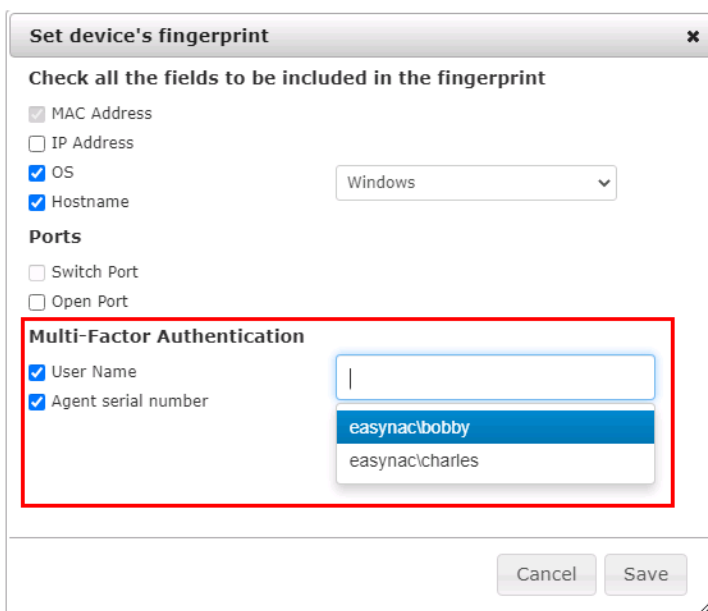 Set device's fingerprint
Check all the fields to be included in the fingerprint
MAC Address
IP Address
OS
Windows
Hostname
Ports
Switch Port
Open Port
Multi-Factor Authentication
User Name
Agent serial number
easynac\bobby
easynac\charles
Cancel Save